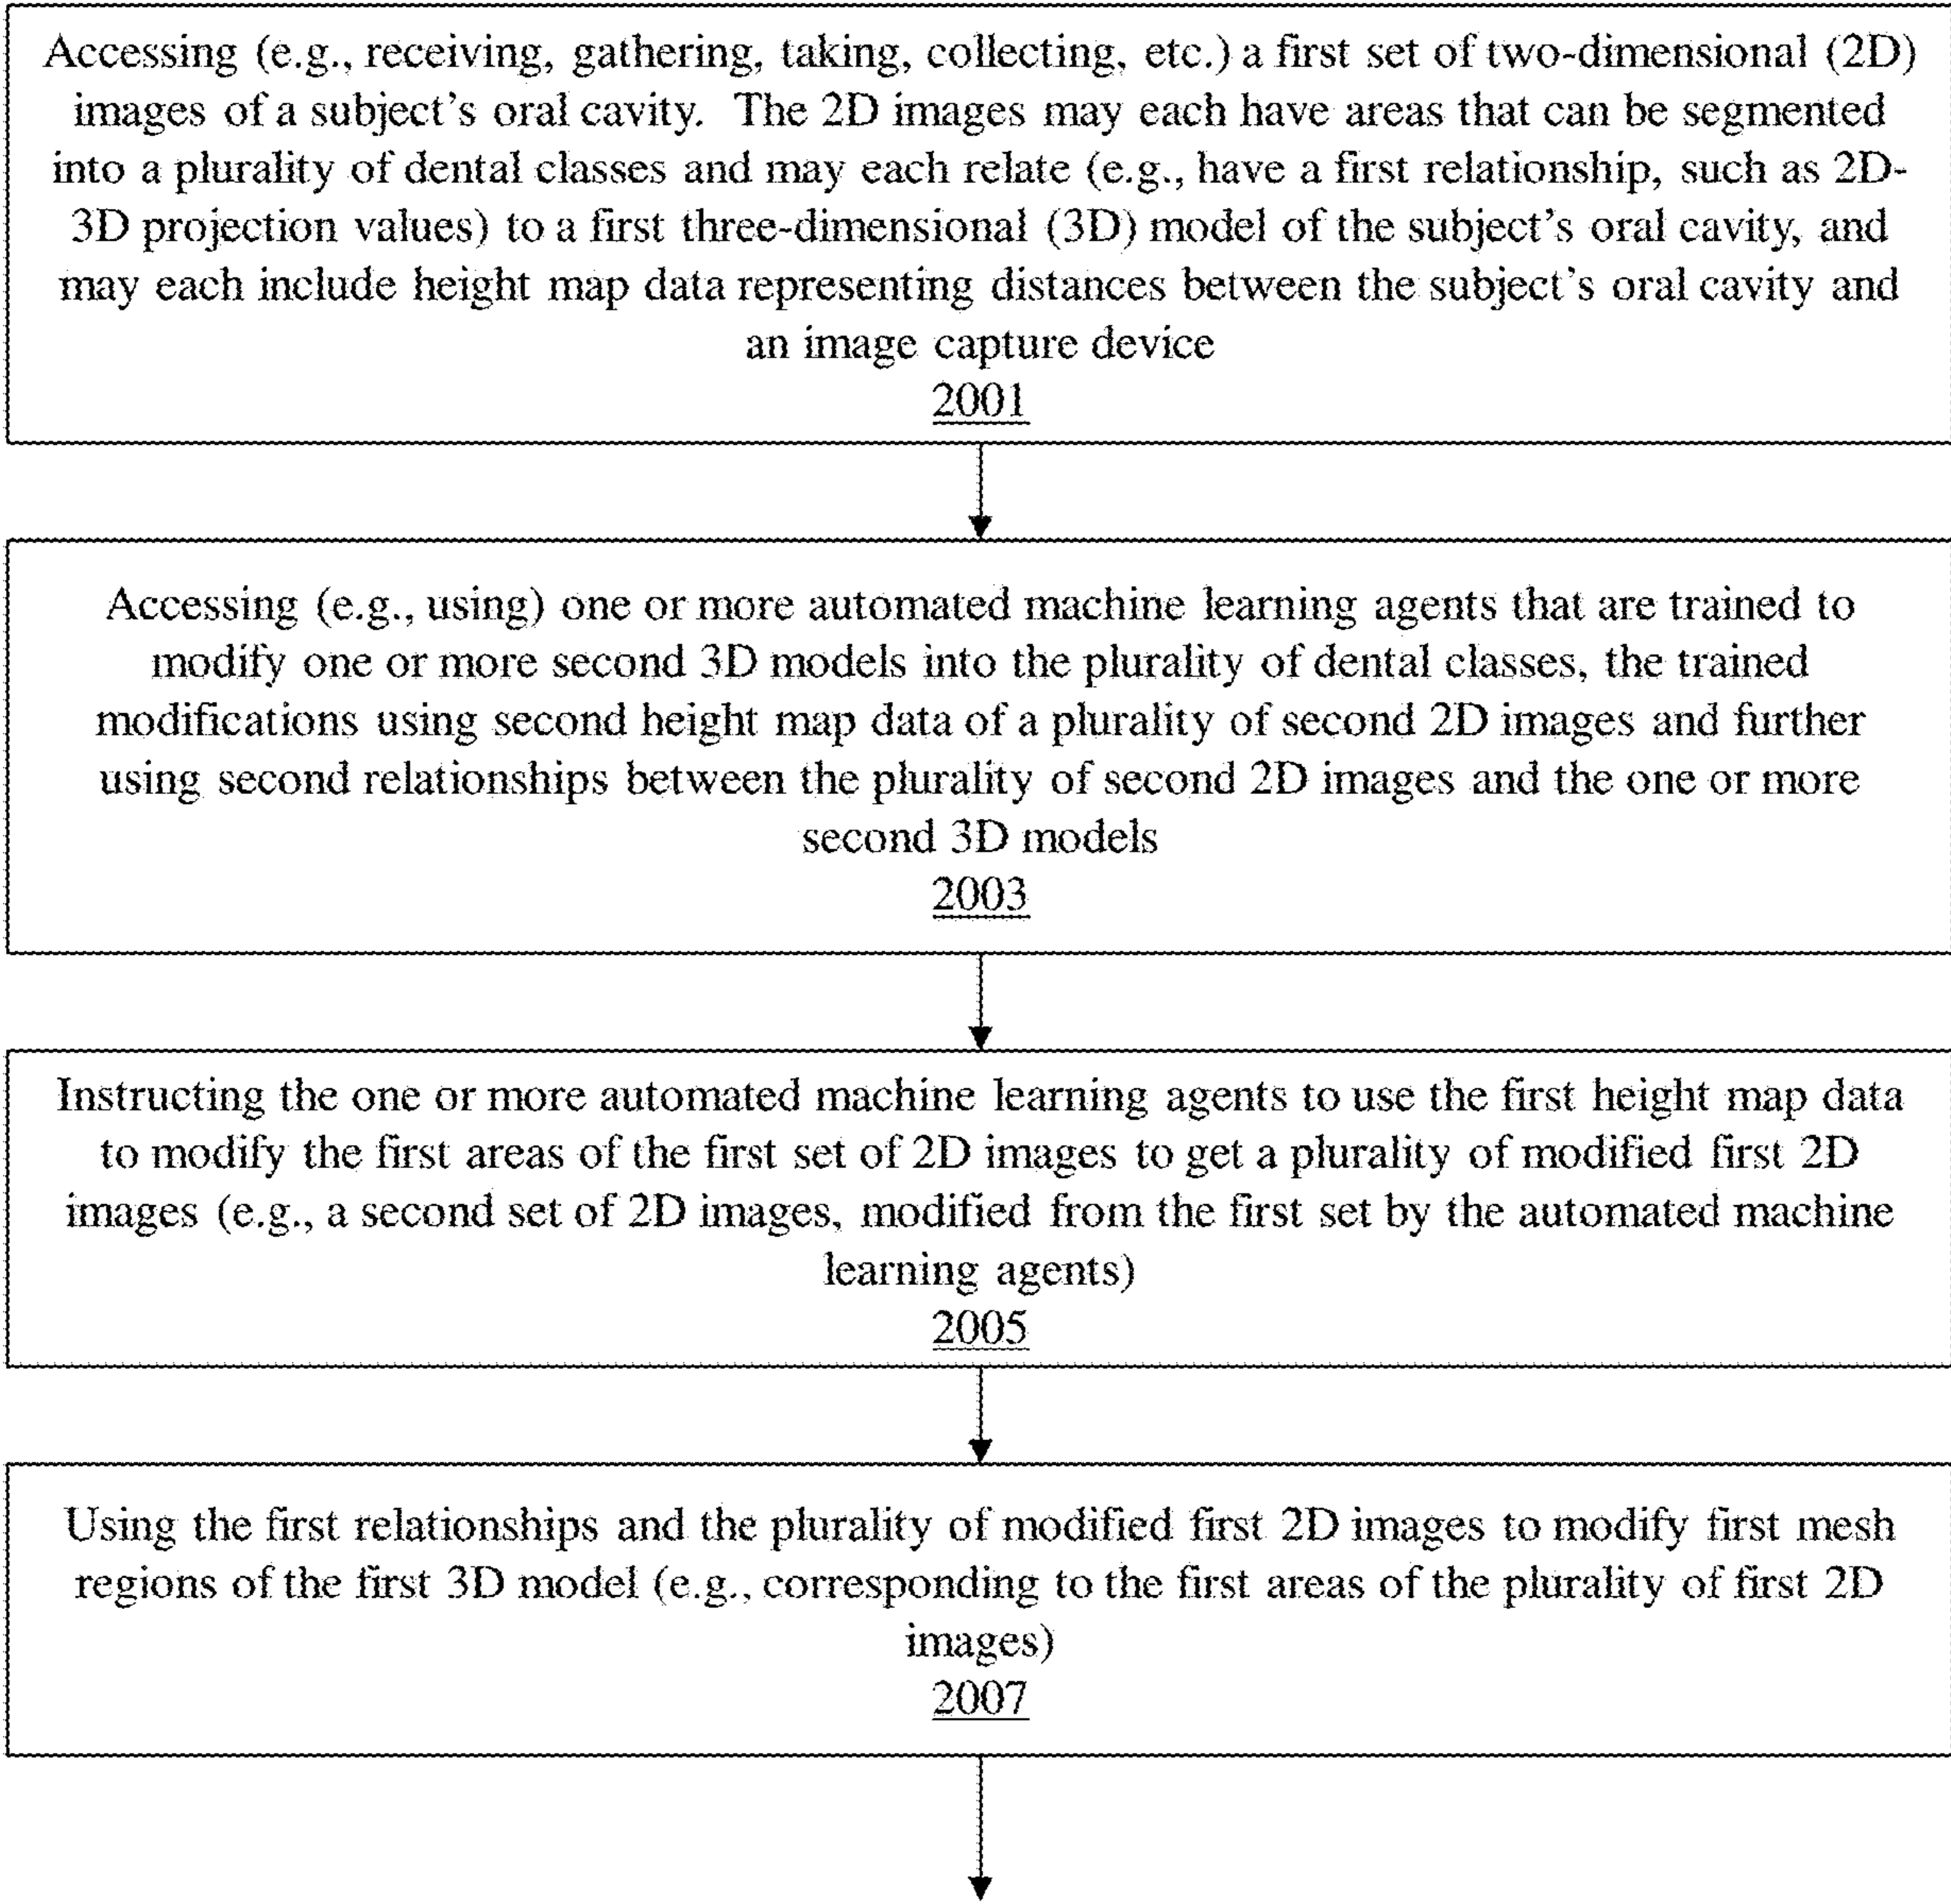 Accessing (e.g., receiving, gathering, taking, collecting, etc.) a first set of two-dimensional (2D)
images of a subject's oral cavity. The 2D images may each have areas that can be segmented
into a plurality of dental classes and may each relate (e.g., have a first relationship, such as 2D-
3D projection values) to a first three-dimensional (3D) model of the subject's oral cavity, and
may each include height map data representing distances between the subject's oral cavity and
an image capture device
2001
Accessing (e.g., using) one or more automated machine learning agents that are trained to
modify one or more second 3D models into the plurality of dental classes, the trained
modifications using second height map data of a plurality of second 2D images and further
using second relationships between the plurality of second 2D images and the one or more
second 3D models
2003
Instructing the one or more automated machine learning agents to use the first height map data
to modify the first areas of the first set of 2D images to get a plurality of modified first 2D
images (e.g., a second set of 2D images, modified from the first set by the automated machine
learning agents)
2005
Using the first relationships and the plurality of modified first 2D images to modify first mesh
regions of the first 3D model (e.g., corresponding to the first areas of the plurality of first 2D
images)
2007